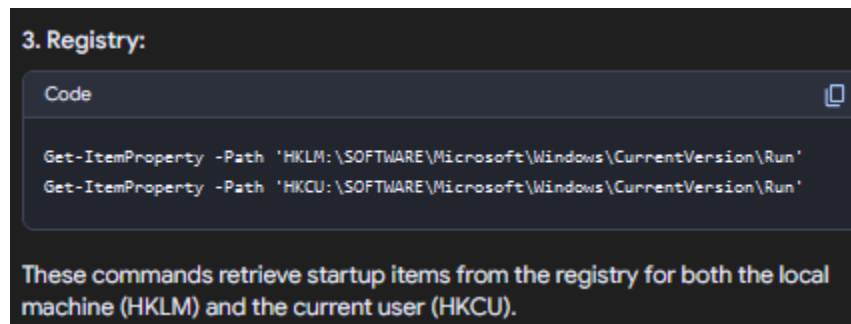 3. Registry:
Code
Get-ItemProperty -Path 'HKLM:\SOFTWARE\Microsoft\Windows\CurrentVersion\Run'
Get-ItemProperty -Path 'HKCU:\SOFTWARE\Microsoft\Windows\CurrentVersion\Run'
These commands retrieve startup items from the registry for both the local
machine (HKLM) and the current user (HKCU).